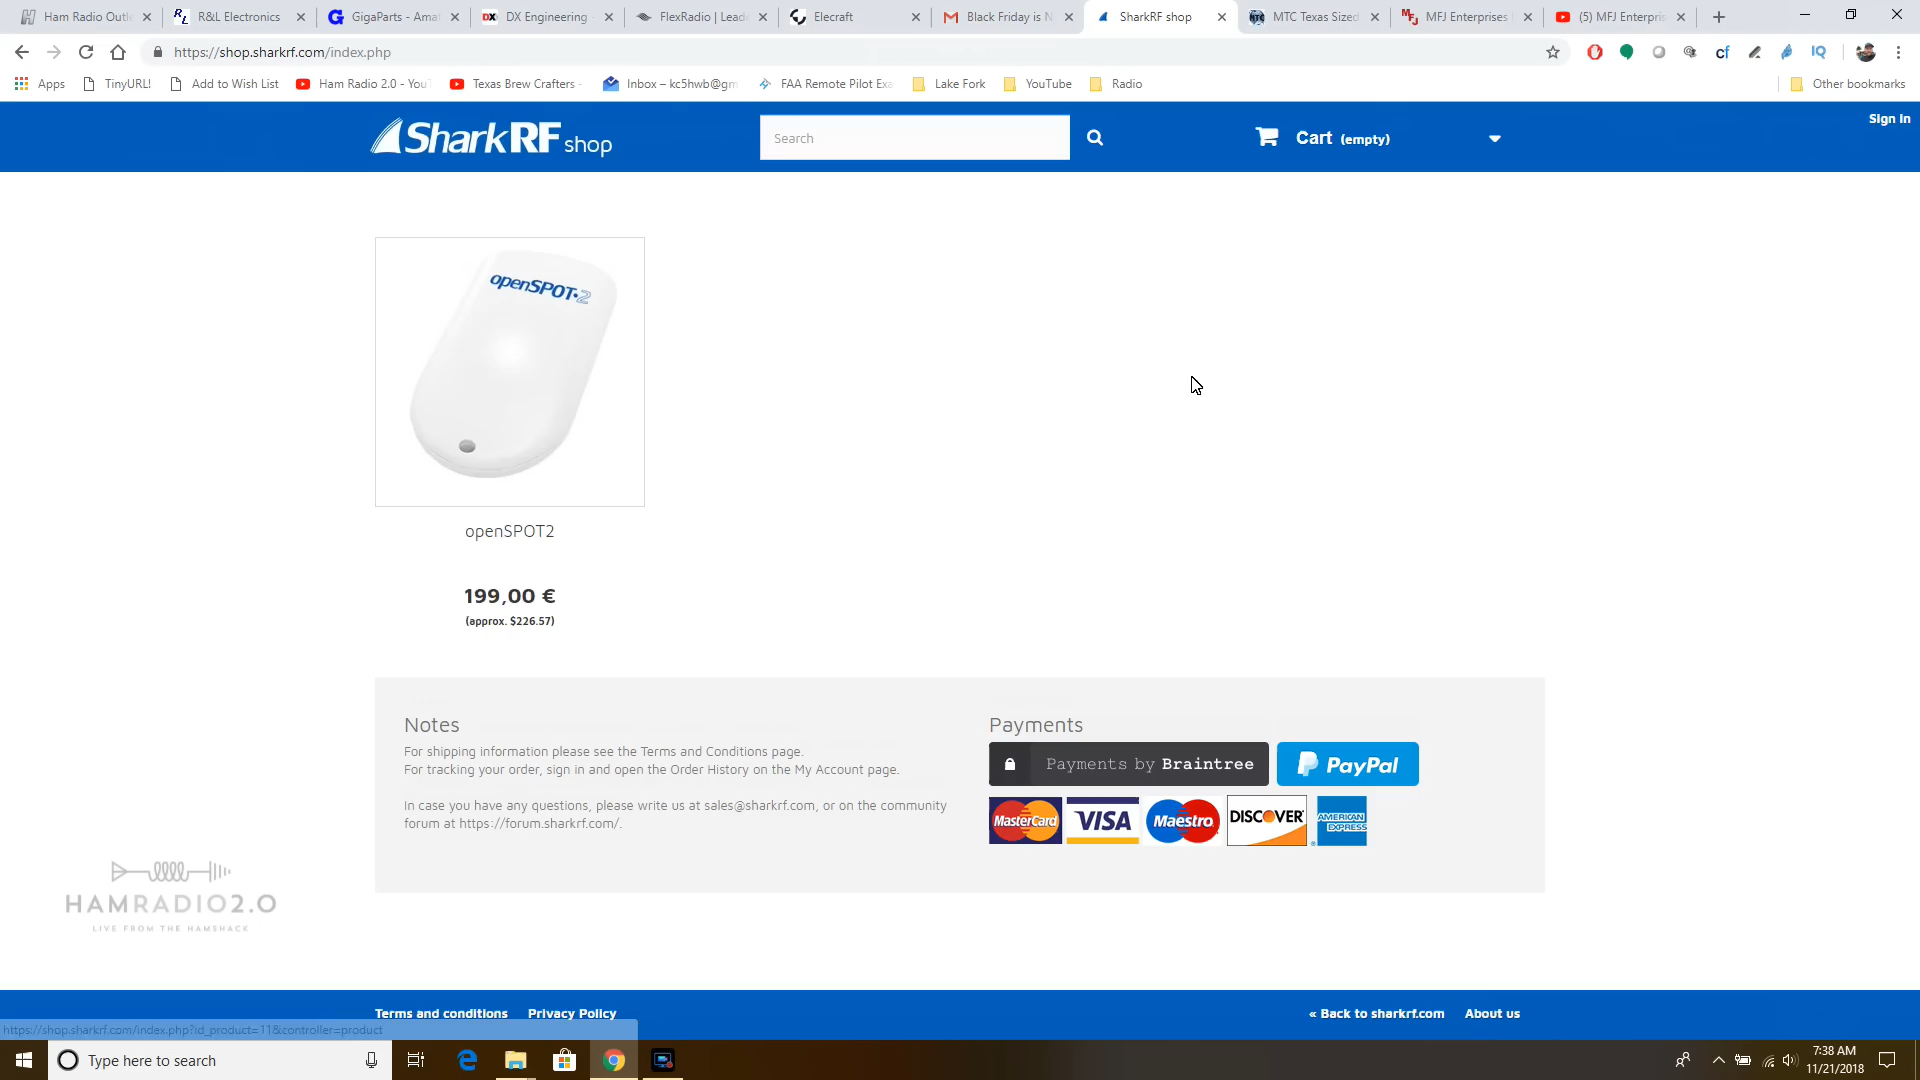 Ham Radio Outle
R&L Electronics
GigaParts - Amat
DX Engineering -
FlexRadio | Lead
Elecraft
Black Friday is N
SharkRF shop
MTC Texas Sized
MFJ Enterprises
(5) MFJ Enterpris
https://shop.sharkrf.com/index.php
Apps
TinyURL!
Add to Wish List
Ham Radio 2.0 - YouT
Texas Brew Crafters -
Inbox – kc5hwb@gm
FAA Remote Pilot Exa
Lake Fork
YouTube
Radio
Other bookmarks
SharkRF shop
Search
Cart (empty)
Sign in
openSPOT·2
openSPOT2
199,00 €
(approx. $226.57)
Notes
For shipping information please see the Terms and Conditions page.
For tracking your order, sign in and open the Order History on the My Account page.
In case you have any questions, please write us at sales@sharkrf.com, or on the community
forum at https://forum.sharkrf.com/.
Payments
Payments by Braintree
PayPal
MasterCard
VISA
Maestro
DISCOVER
AMERICAN
EXPRESS
HAMRADIO2.0
LIVE FROM THE HAMSHACK
Terms and conditions
Privacy Policy
« Back to sharkrf.com
About us
https://shop.sharkrf.com/index.php?id_product=11&controller=product
Type here to search
7:38 AM
11/21/2018